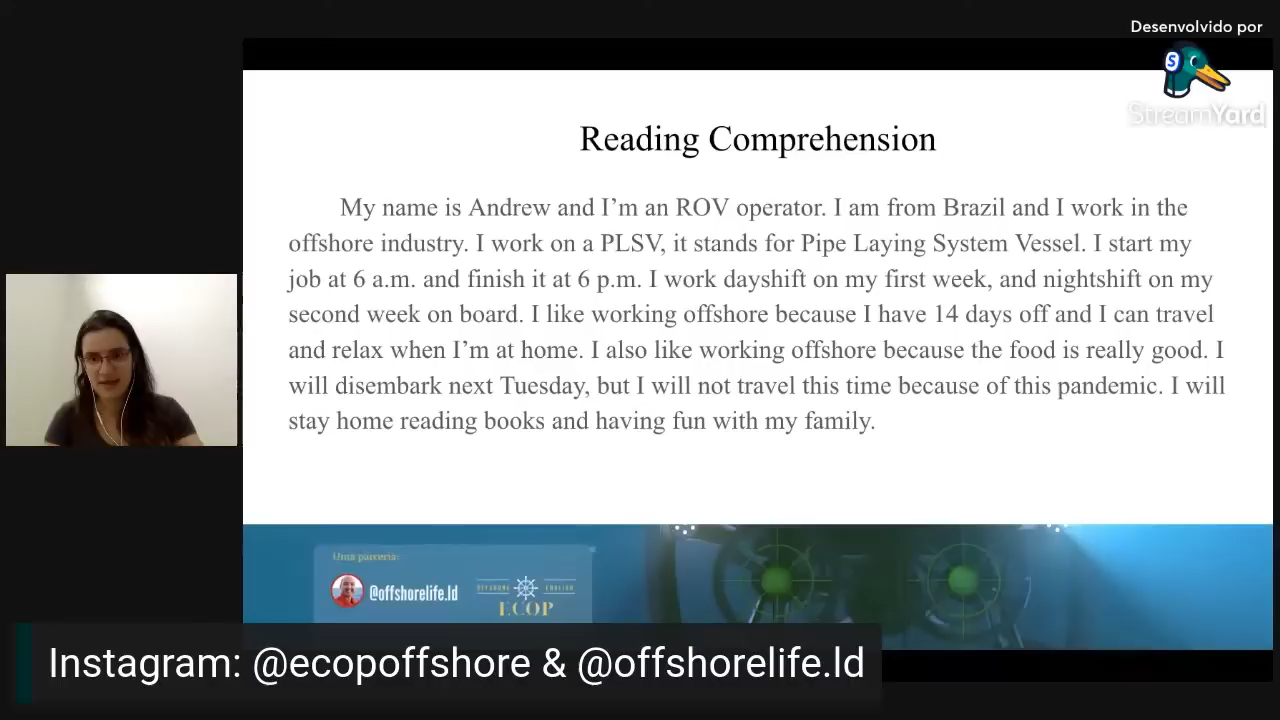 Desenvolvido por
S
StreamYard
Reading Comprehension
My name is Andrew and I’m an ROV operator. I am from Brazil and I work in the
offshore industry. I work on a PLSV, it stands for Pipe Laying System Vessel. I start my
job at 6 a.m. and finish it at 6 p.m. I work dayshift on my first week, and nightshift on my
second week on board. I like working offshore because I have 14 days off and I can travel
and relax when I’m at home. I also like working offshore because the food is really good. I
will disembark next Tuesday, but I will not travel this time because of this pandemic. I will
stay home reading books and having fun with my family.
Uma parceria:
@offshorelife.ld
OFFSHORE ENGLISH
ECOP
Instagram: @ecopoffshore & @offshorelife.ld